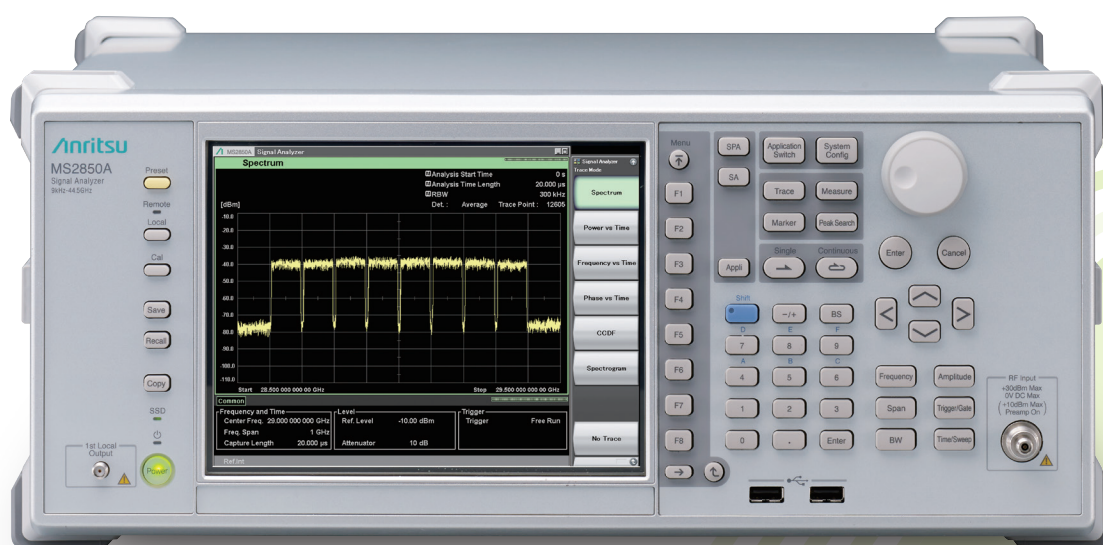 Anritsu
MS2850A
Signal Analyzer
9kHz-44.5GHz
Preset
Remote
Local
Cal
Save
Recall
Copy
SSD
1st Local
Output
Power
MS2850A Signal Analyzer
Spectrum
Analysis Start Time 0 s
Analysis Time Length 20.000 µs
RBW 300 kHz
[dBm] Det. : Average Trace Point : 12605
-10.0
-20.0
-30.0
-40.0
-50.0
-60.0
-70.0
-80.0
-90.0
-100.0
-110.0
Start 28.500 000 000 00 GHz Stop 29.500 000 000 00 GHz
Common
Frequency and Time
Center Freq. 29.000 000 000 GHz
Freq. Span 1 GHz
Capture Length 20.000 µs
Level
Ref. Level -10.00 dBm
Attenuator 10 dB
Trigger
Trigger Free Run
Ref.Int
Signal Analyzer
Trace Mode
Spectrum
Power vs Time
Frequency vs Time
Phase vs Time
CCDF
Spectrogram
No Trace
Menu
F1
F2
F3
F4
F5
F6
F7
F8
SPA
SA
Appli
Application
Switch
System
Config
Trace
Measure
Marker
Peak Search
Single
Continuous
Enter
Cancel
Shift
-/+
BS
D E F
7 8 9
A B C
4 5 6
1 2 3
0 . Enter
Frequency
Amplitude
Span
Trigger/Gate
BW
Time/Sweep
RF Input
+30dBm Max
0V DC Max
(+10dBm Max
Preamp On)